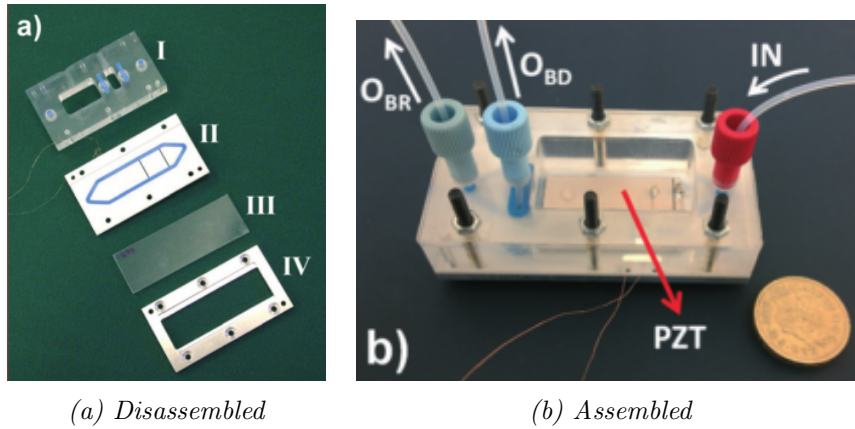 a)
I
II
III
IV
O_BR
O_BD
IN
PZT
b)
(a) Disassembled
(b) Assembled